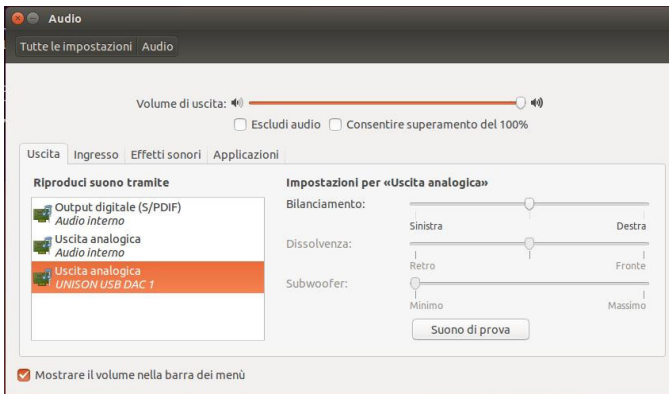 Audio
Tutte le impostazioni Audio
Volume di uscita:
Escludi audio Consentire superamento del 100%
Uscita Ingresso Effetti sonori Applicazioni
Riproduci suono tramite
Output digitale (S/PDIF)
Audio interno
Uscita analogica
Audio interno
Uscita analogica
UNISON USB DAC 1
Impostazioni per «Uscita analogica»
Bilanciamento:
Sinistra Destra
Dissolvenza:
Retro Fronte
Subwoofer:
Minimo Massimo
Suono di prova
Mostrare il volume nella barra dei menù